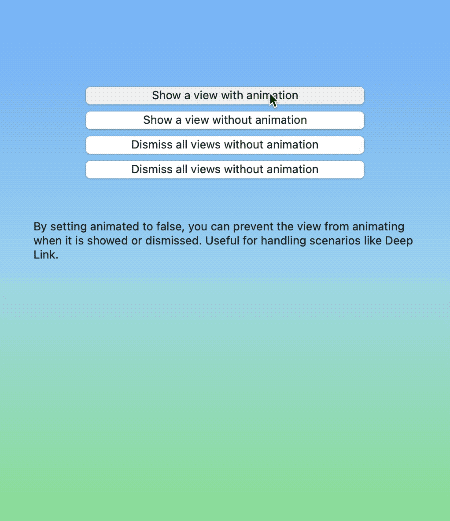 Show a view with animation
Show a view without animation
Dismiss all views without animation
Dismiss all views without animation
By setting animated to false, you can prevent the view from animating
when it is showed or dismissed. Useful for handling scenarios like Deep
Link.